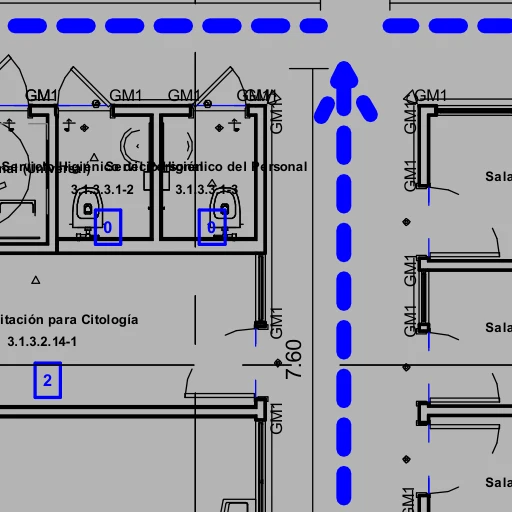 GM1 GM1 GM1 GM1 GM1
GM1
GM1
Servicio Higiénico del Personal
3.1.3.3.1-2 3.1.3.3.1-3
GM1
Sala
0 0
GM1
itación para Citología
3.1.3.2.14-1
GM1
GM1
Sala
7.60
2
GM1
GM1
Sala
GM1